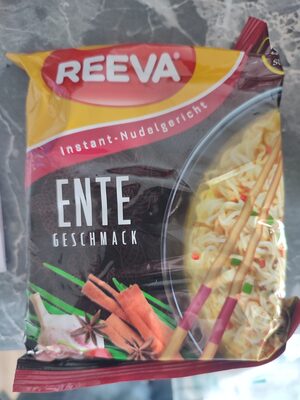 REEVA®
Instant-Nudelgericht
ENTE
GESCHMACK